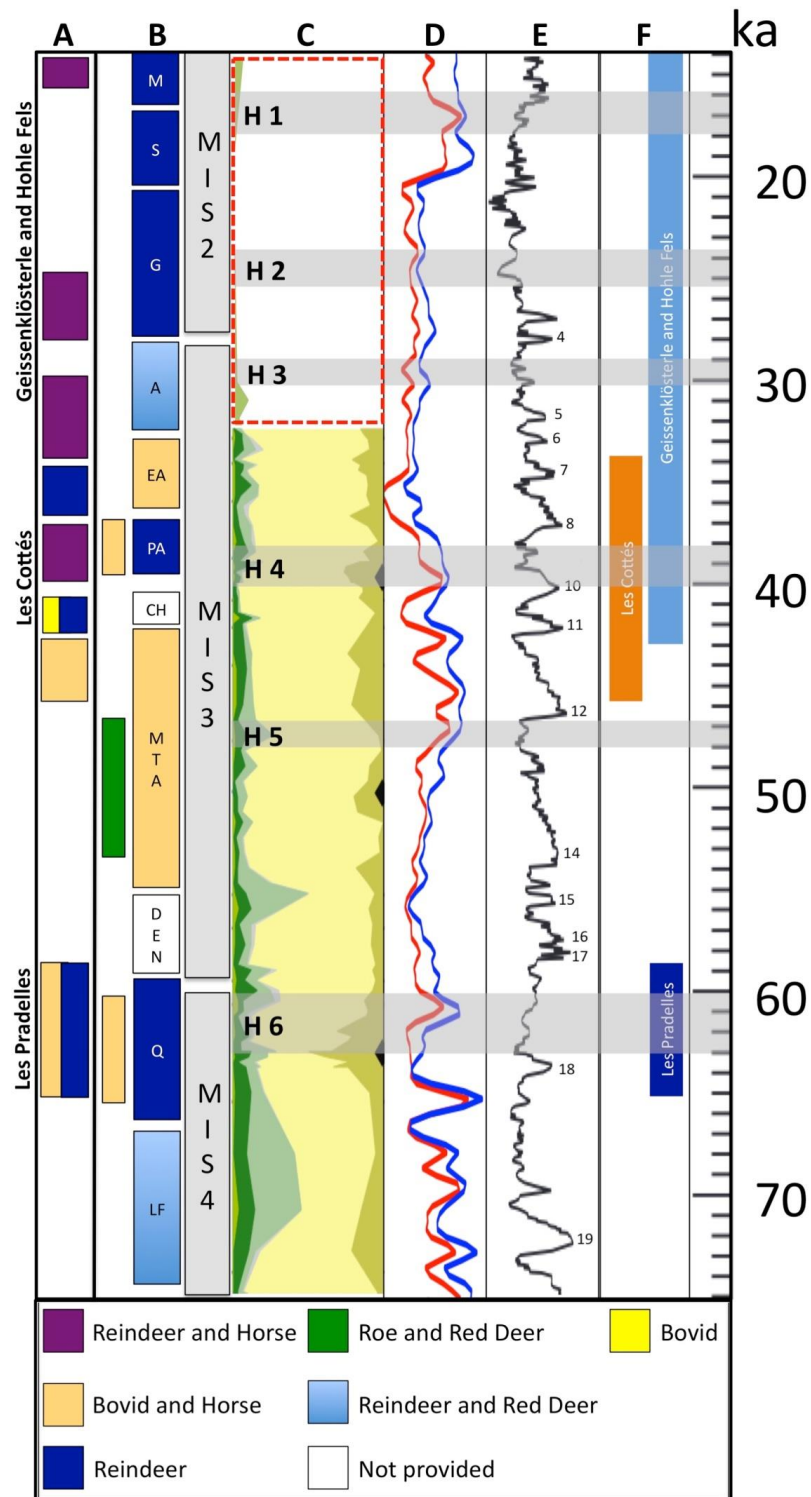 A B C D E F ka
Geissenklösterle and Hohle Fels
Les Cottés
Les Pradelles
M
S
G
A
EA
PA
CH
M
T
A
D
E
N
Q
LF
M
I
S
2
M
I
S
3
M
I
S
4
H 1
H 2
H 3
H 4
H 5
H 6
4
5
6
7
8
10
11
12
14
15
16
17
18
19
Les Cottés
Geissenklösterle and Hohle Fels
Les Pradelles
20
30
40
50
60
70
Reindeer and Horse
Roe and Red Deer
Bovid
Bovid and Horse
Reindeer and Red Deer
Reindeer
Not provided